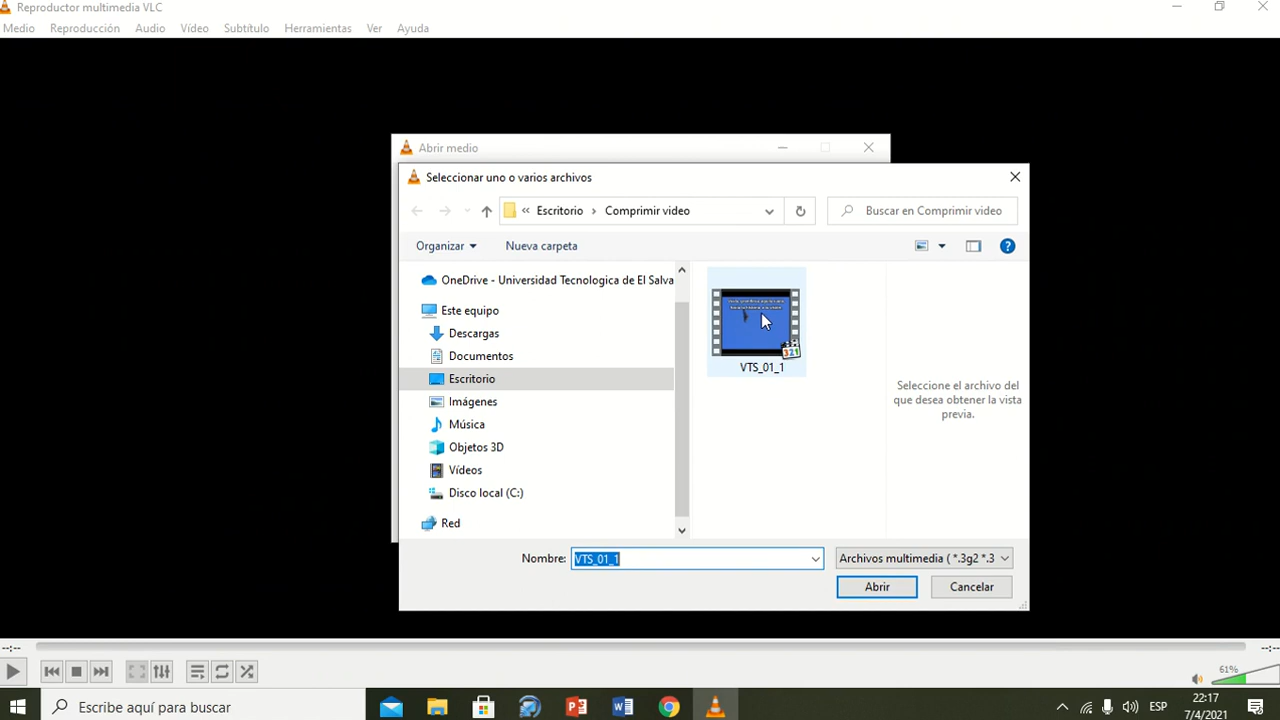 Reproductor multimedia VLC
Medio Reproducción Audio Vídeo Subtítulo Herramientas Ver Ayuda
Abrir medio
Seleccionar uno o varios archivos
« Escritorio › Comprimir video
Buscar en Comprimir video
Organizar Nueva carpeta
OneDrive - Universidad Tecnologica de El Salva
Este equipo
Descargas
Documentos
Escritorio
Imágenes
Música
Objetos 3D
Vídeos
Disco local (C:)
Red
321
VTS_01_1
Seleccione el archivo del
que desea obtener la vista
previa.
Nombre: VTS_01_1
Archivos multimedia ( *.3g2 *.3
Abrir Cancelar
--:-- --:--
61%
Escribe aquí para buscar
ESP
22:17
7/4/2021